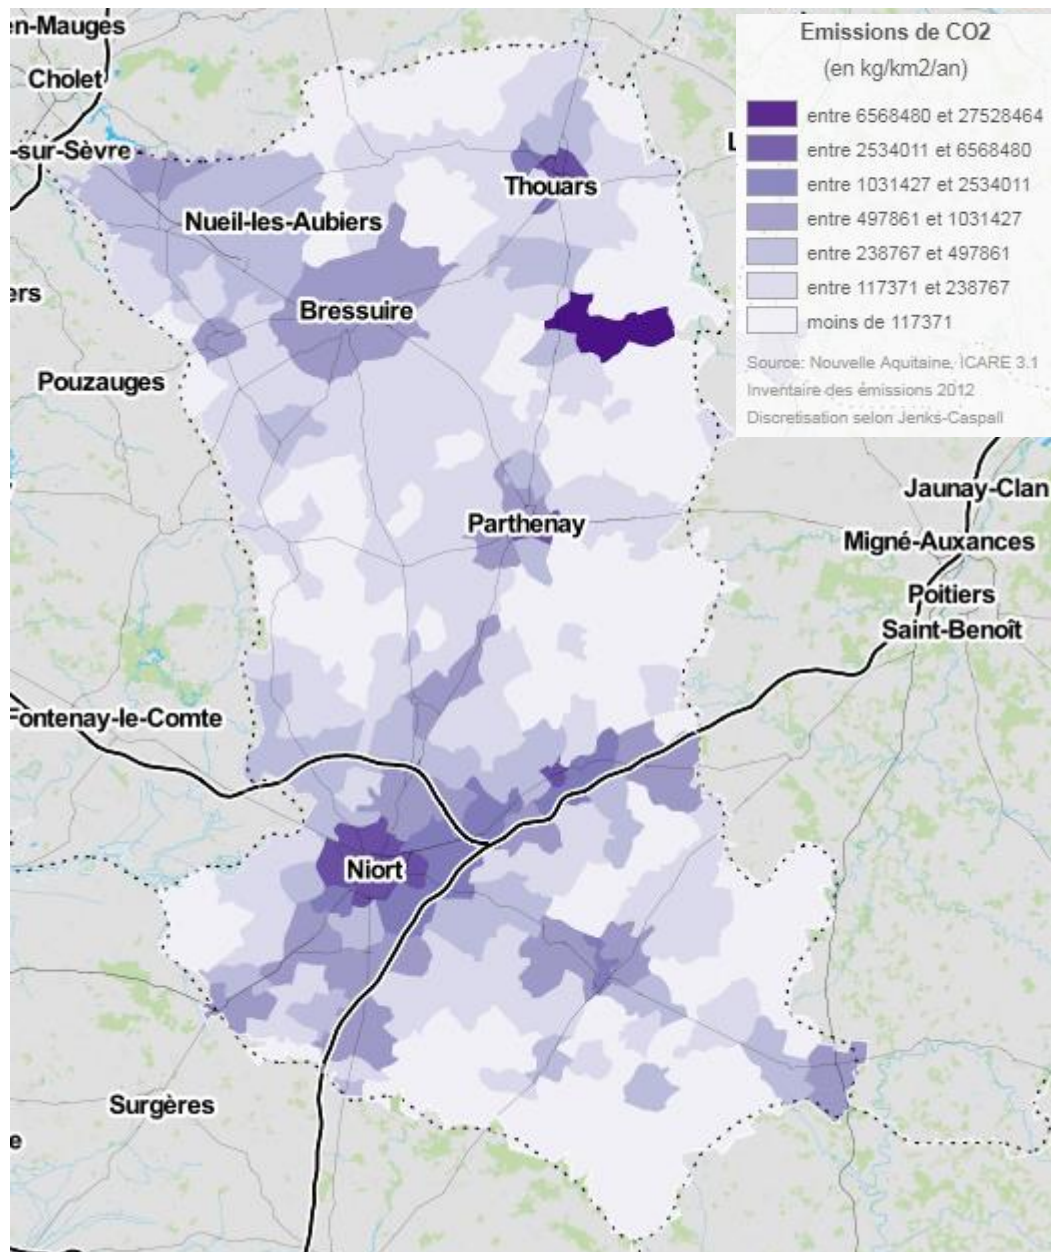 en-Mauges
Cholet
-sur-Sèvre
Thouars
Nueil-les-Aubiers
ers
Bressuire
Pouzauges
Parthenay
Jaunay-Clan
Migné-Auxances
Poitiers
Saint-Benoît
Fontenay-le-Comte
Niort
Surgères
e
L
Emissions de CO2
(en kg/km2/an)
entre 6568480 et 27528464
entre 2534011 et 6568480
entre 1031427 et 2534011
entre 497861 et 1031427
entre 238767 et 497861
entre 117371 et 238767
moins de 117371
Source: Nouvelle Aquitaine, ICARE 3.1
Inventaire des émissions 2012
Discretisation selon Jenks-Caspall